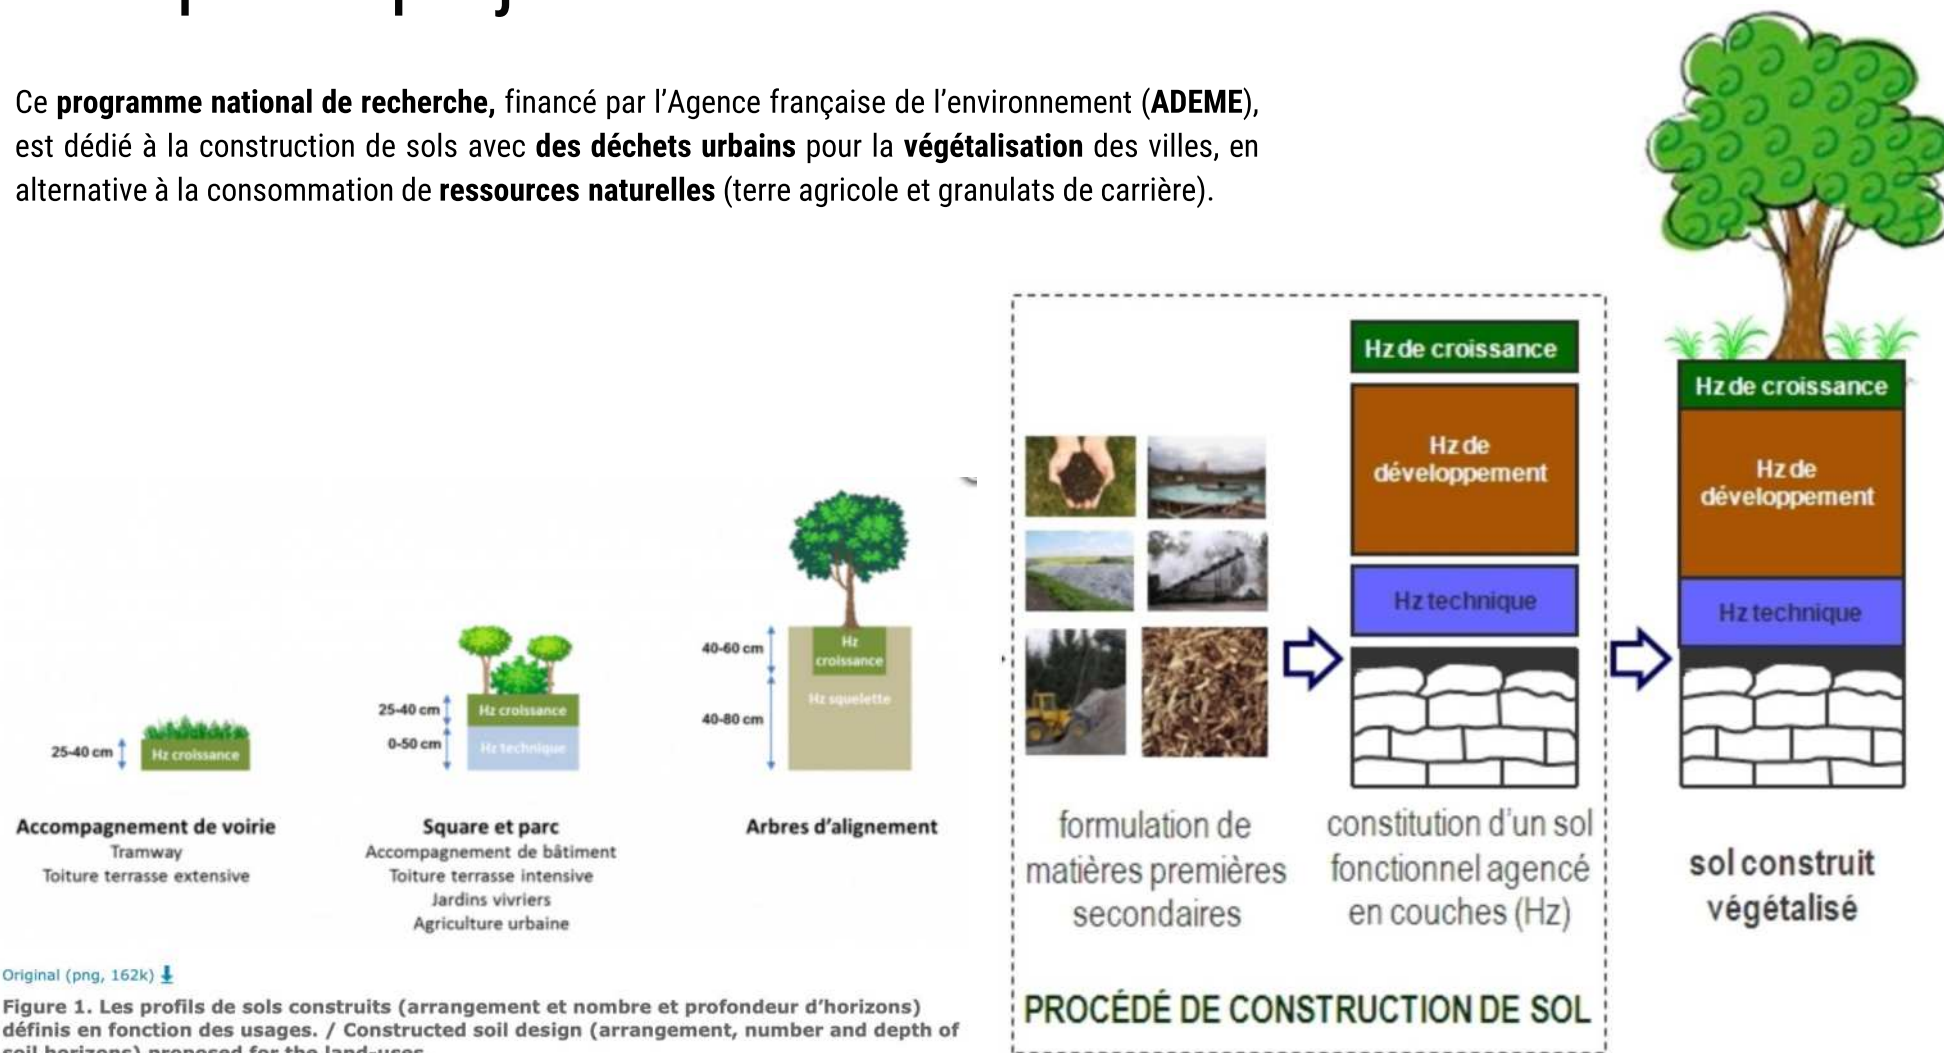 Ce programme national de recherche, financé par l’Agence française de l’environnement (ADEME),
est dédié à la construction de sols avec des déchets urbains pour la végétalisation des villes, en
alternative à la consommation de ressources naturelles (terre agricole et granulats de carrière).
25-40 cm
Hz croissance
Accompagnement de voirie
Tramway
Toiture terrasse extensive
25-40 cm
Hz croissance
0-50 cm
Hz technique
Square et parc
Accompagnement de bâtiment
Toiture terrasse intensive
Jardins vivriers
Agriculture urbaine
40-60 cm
Hz
croissance
40-80 cm
Hz squelette
Arbres d’alignement
Original (png, 162k)
Figure 1. Les profils de sols construits (arrangement et nombre et profondeur d’horizons)
définis en fonction des usages. / Constructed soil design (arrangement, number and depth of
soil horizons) proposed for the land-uses
formulation de
matières premières
secondaires
Hz de croissance
Hz de
développement
Hz technique
constitution d’un sol
fonctionnel agencé
en couches (Hz)
PROCÉDÉ DE CONSTRUCTION DE SOL
Hz de croissance
Hz de
développement
Hz technique
sol construit
végétalisé